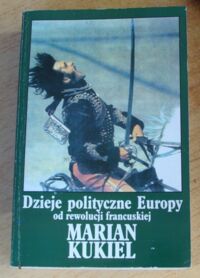 Dzieje polityczne Europy
od rewolucji francuskiej
MARIAN
KUKIEL